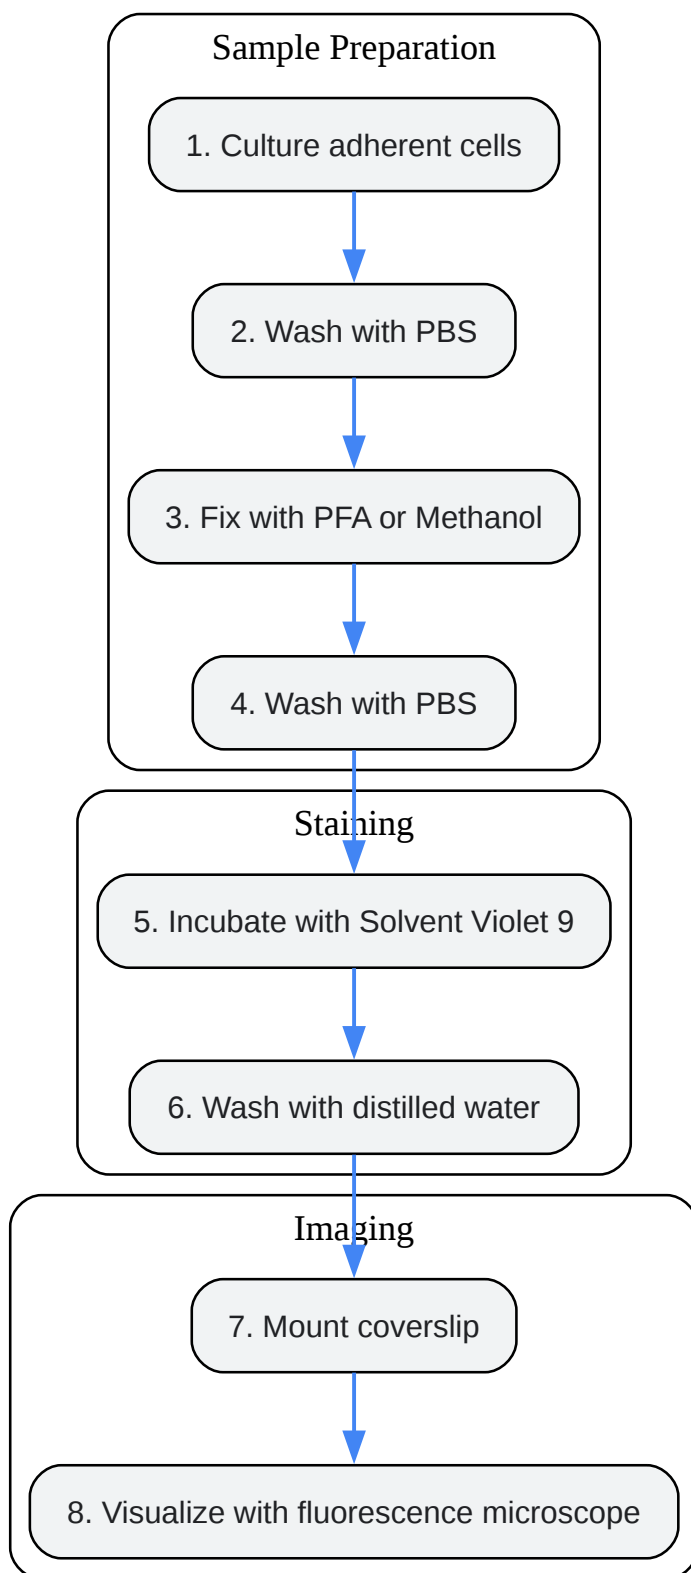 Sample Preparation
1. Culture adherent cells
2. Wash with PBS
3. Fix with PFA or Methanol
4. Wash with PBS
Staining
5. Incubate with Solvent Violet 9
6. Wash with distilled water
Imaging
7. Mount coverslip
8. Visualize with fluorescence microscope